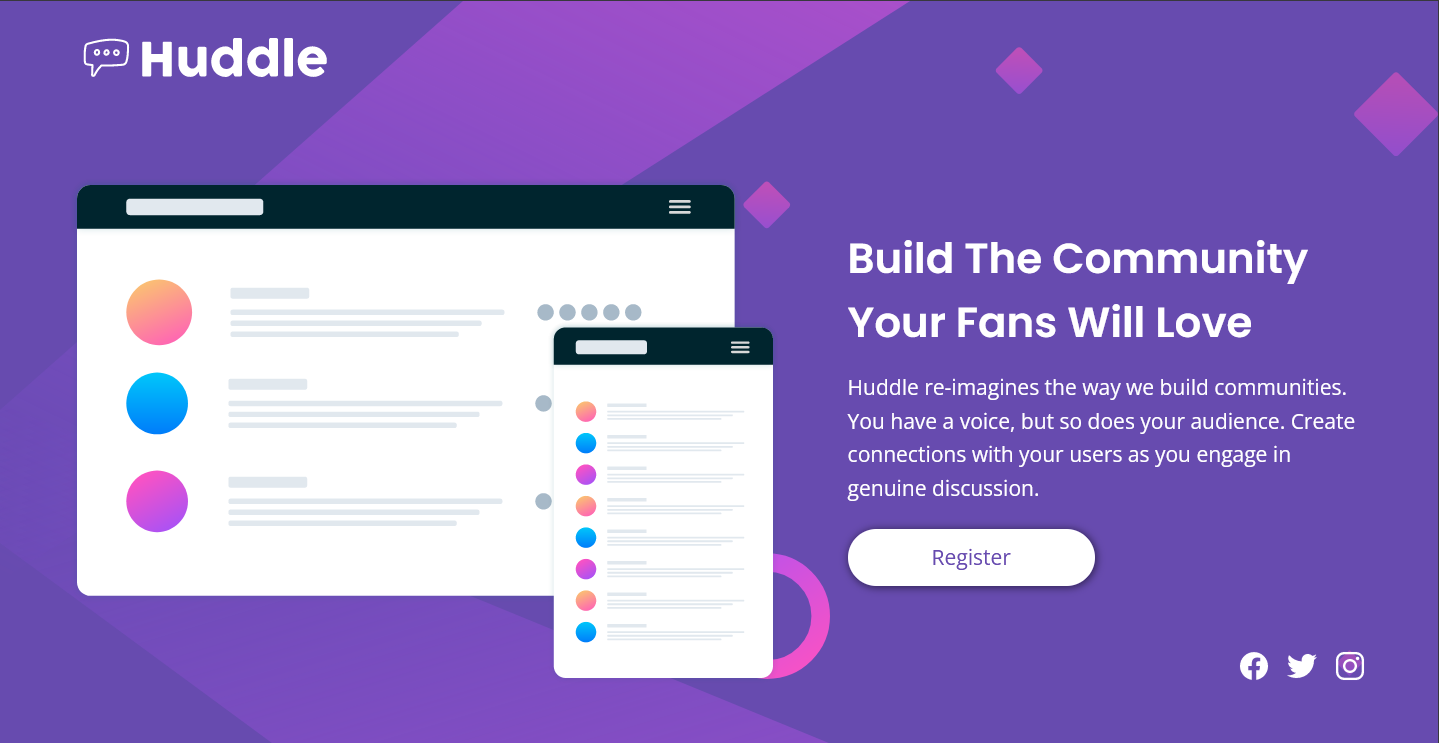 Huddle
Build The Community
Your Fans Will Love
Huddle re-imagines the way we build communities.
You have a voice, but so does your audience. Create
connections with your users as you engage in
genuine discussion.
Register